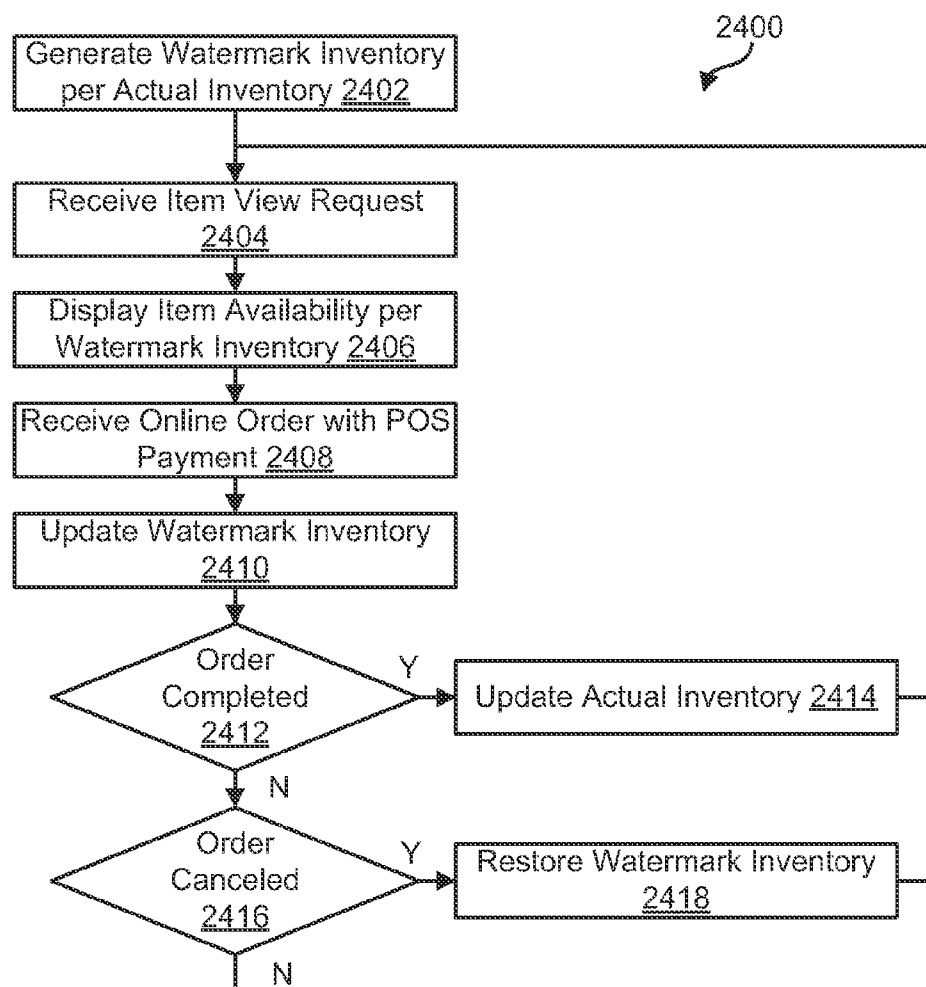 2400
Generate Watermark Inventory
per Actual Inventory 2402
Receive Item View Request
2404
Display Item Availability per
Watermark Inventory 2406
Receive Online Order with POS
Payment 2408
Update Watermark Inventory
2410
Order
Completed
2412
Y
Update Actual Inventory 2414
N
Order
Canceled
2416
Y
Restore Watermark Inventory
2418
N